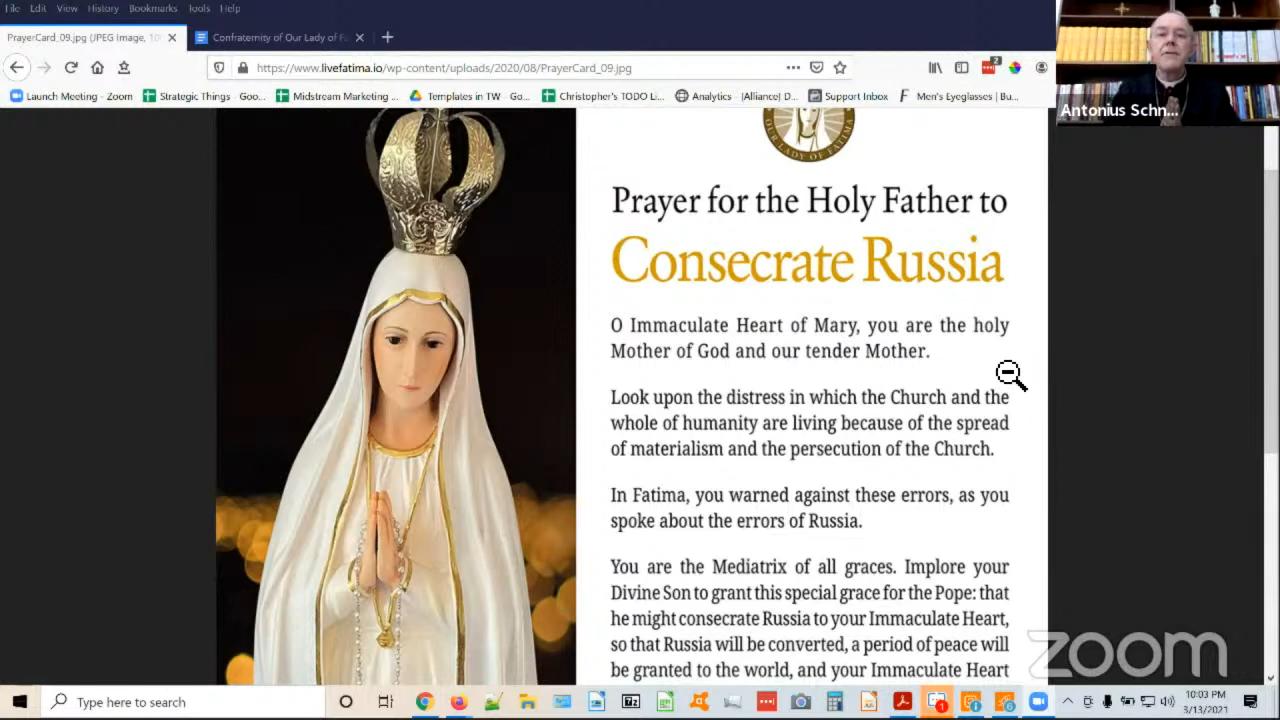 File Edit View History Bookmarks Tools Help
PrayerCard_09.jpg (JPEG Image, 10
Confraternity of Our Lady of Fa
https://www.livefatima.io/wp-content/uploads/2020/08/PrayerCard_09.jpg
Launch Meeting - Zoom Strategic Things - Goo... Midstream Marketing ... Templates in TW - Go... Christopher's TODO Li... Analytics - (Alliance) D... Support Inbox Men's Eyeglasses | Bu...
2
Antonius Schn...
OUR LADY OF FATIMA
Prayer for the Holy Father to
Consecrate Russia
O Immaculate Heart of Mary, you are the holy
Mother of God and our tender Mother.
Look upon the distress in which the Church and the
whole of humanity are living because of the spread
of materialism and the persecution of the Church.
In Fatima, you warned against these errors, as you
spoke about the errors of Russia.
You are the Mediatrix of all graces. Implore your
Divine Son to grant this special grace for the Pope: that
he might consecrate Russia to your Immaculate Heart,
so that Russia will be converted, a period of peace will
be granted to the world, and your Immaculate Heart
zoom
Type here to search
10:03 PM
3/13/2021